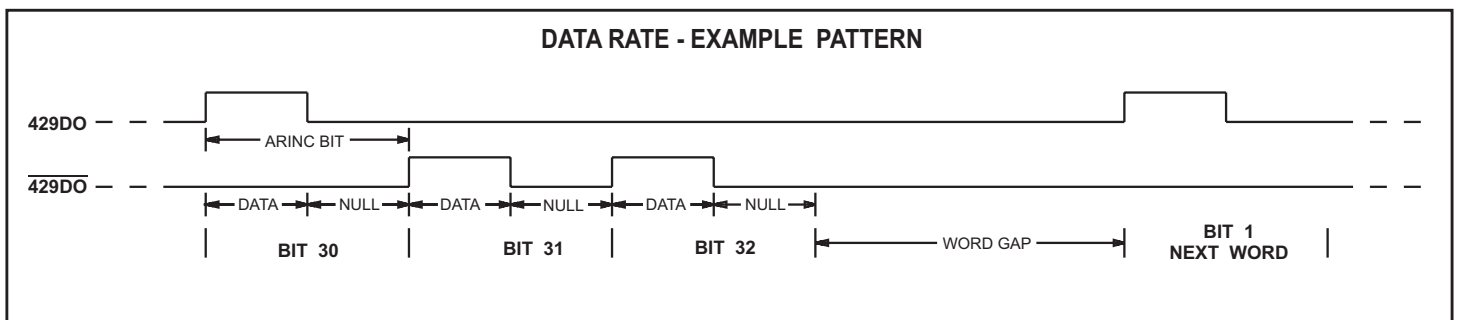 DATA RATE - EXAMPLE PATTERN
429DO
ARINC BIT
429DO
DATA NULL DATA NULL DATA NULL
BIT 30 BIT 31 BIT 32 WORD GAP BIT 1
NEXT WORD